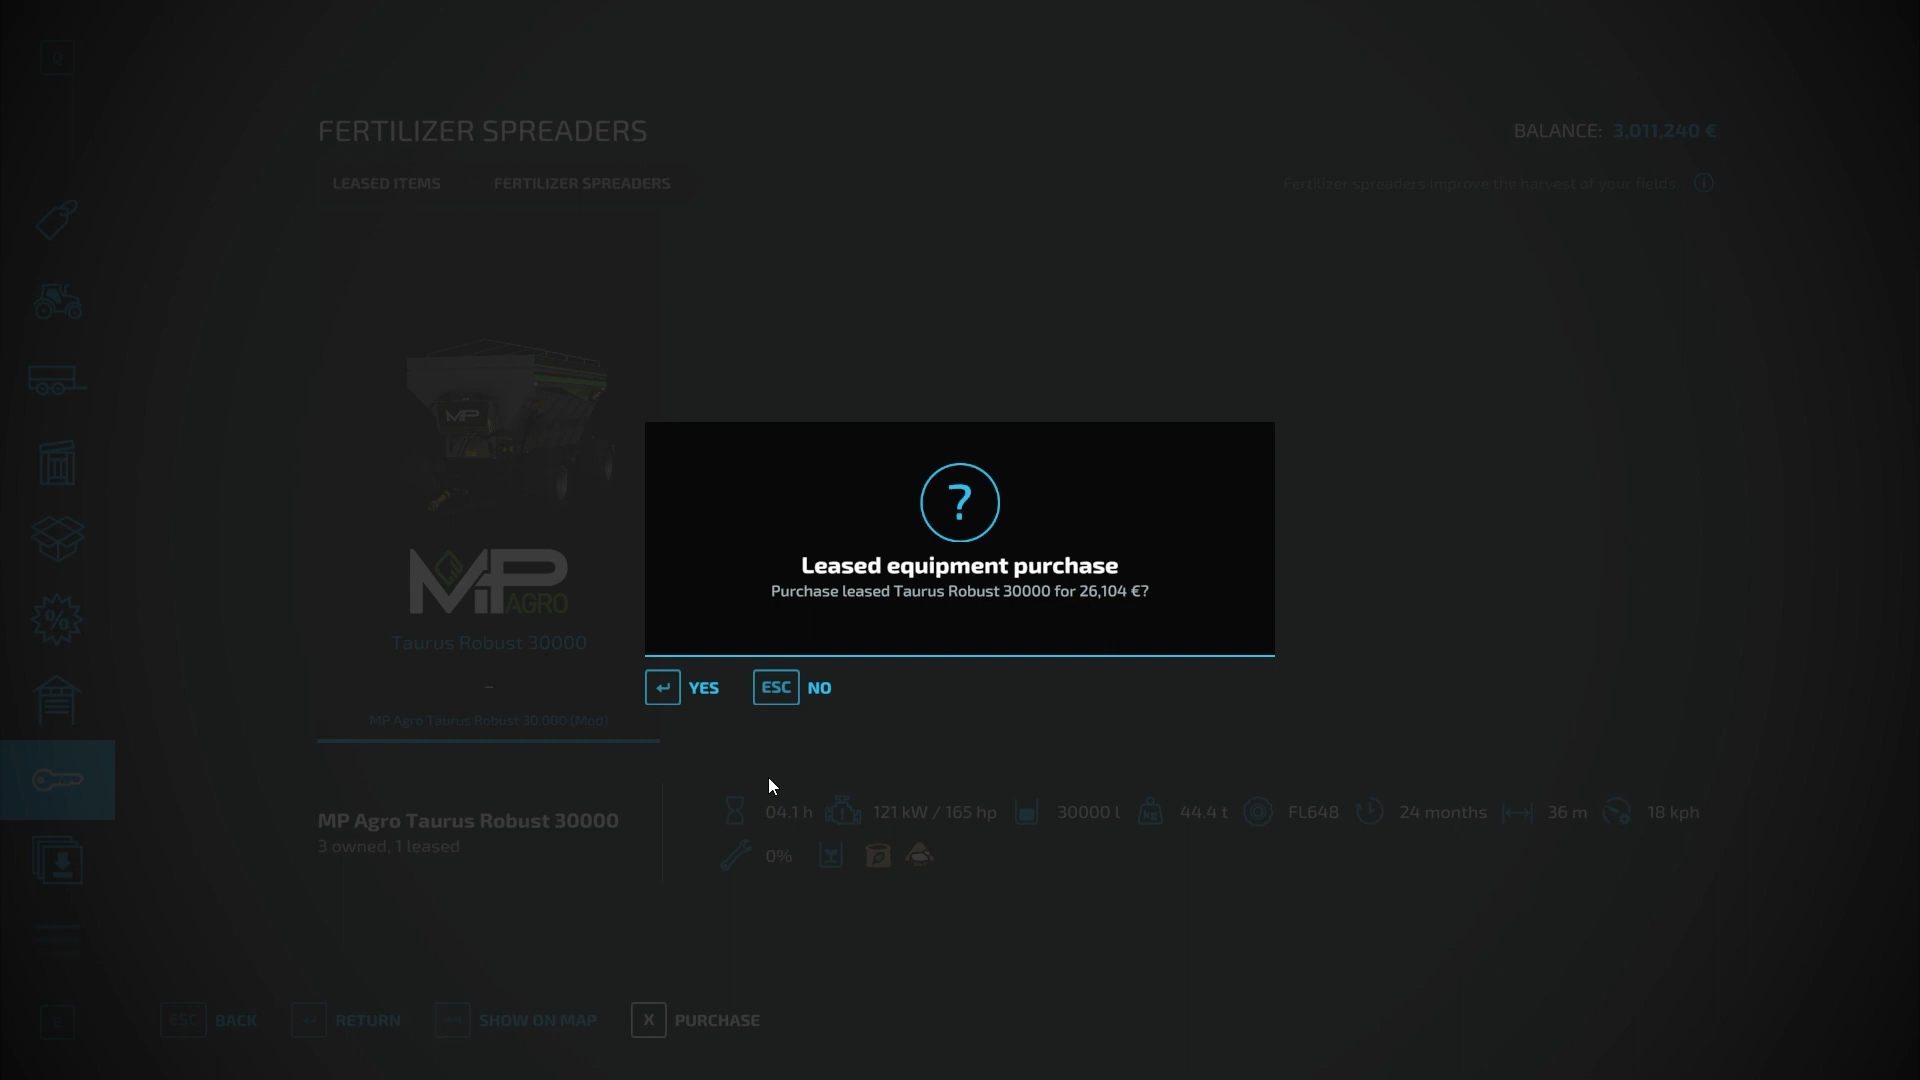 FERTILIZER SPREADERS
BALANCE: 3,011,240 €
LEASED ITEMS
FERTILIZER SPREADERS
Fertilizer spreaders improve the harvest of your fields.
MP
MP AGRO
Taurus Robust 30000
–
MP Agro Taurus Robust 30.000 (Mod)
?
Leased equipment purchase
Purchase leased Taurus Robust 30000 for 26,104 €?
YES
ESC NO
MP Agro Taurus Robust 30000
3 owned, 1 leased
04.1 h
121 kW / 165 hp
30000 l
kg 44.4 t
FL648
24 months
36 m
18 kph
0%
ESC BACK
RETURN
SHOW ON MAP
X PURCHASE